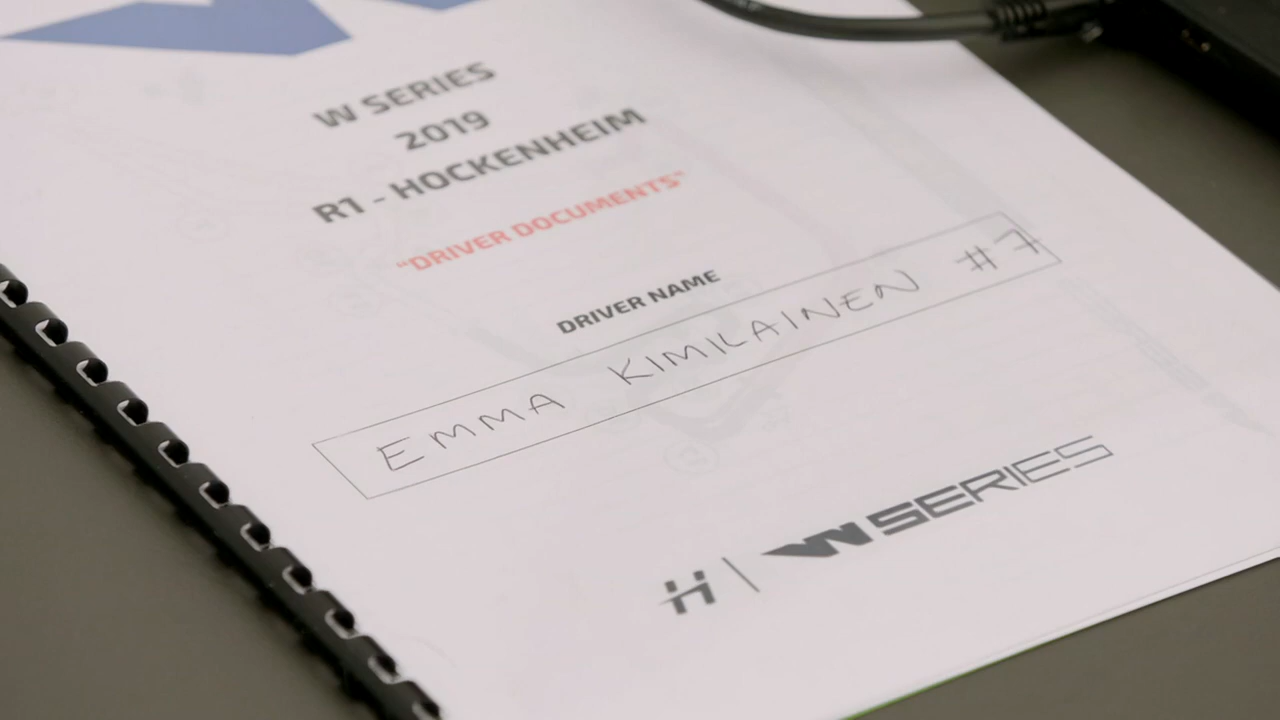 W SERIES
2019
R1 - HOCKENHEIM
"DRIVER DOCUMENTS"
DRIVER NAME
EMMA KIMILAINEN #7
W SERIES